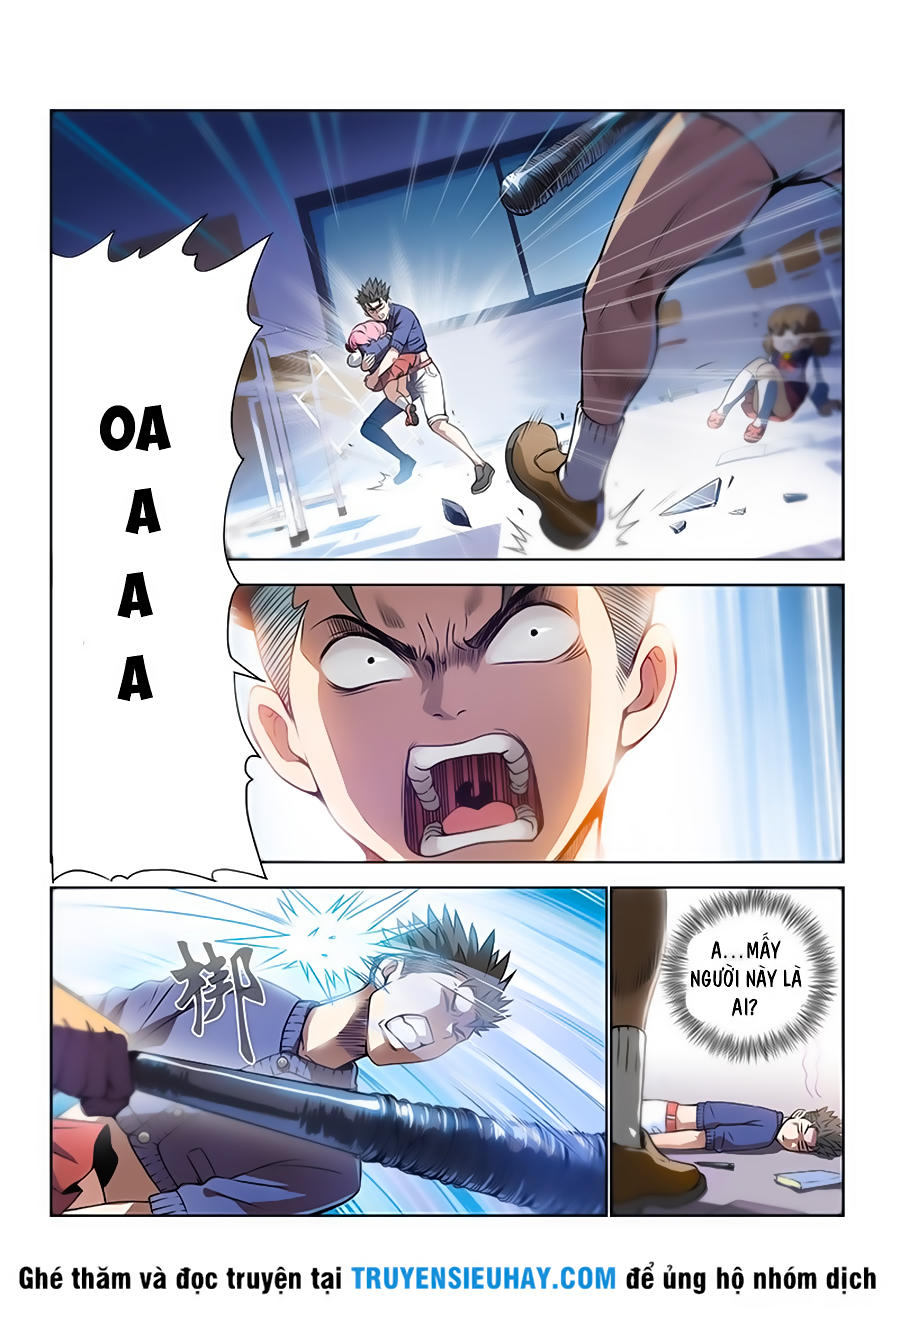 OA
A
A
A
梆
A...MẤY
NGƯỜI NÀY LÀ
AI?
Ghé thăm và đọc truyện tại TRUYENSIEUHAY.COM để ủng hộ nhóm dịch